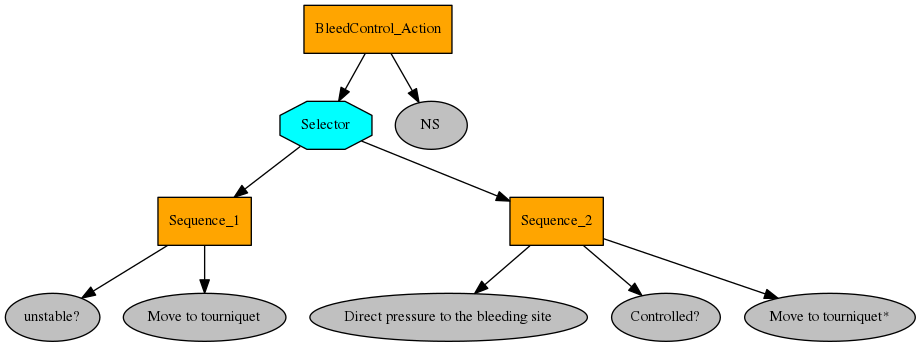 BleedControl_Action
Selector
NS
Sequence_1
Sequence_2
unstable?
Move to tourniquet
Direct pressure to the bleeding site
Controlled?
Move to tourniquet*